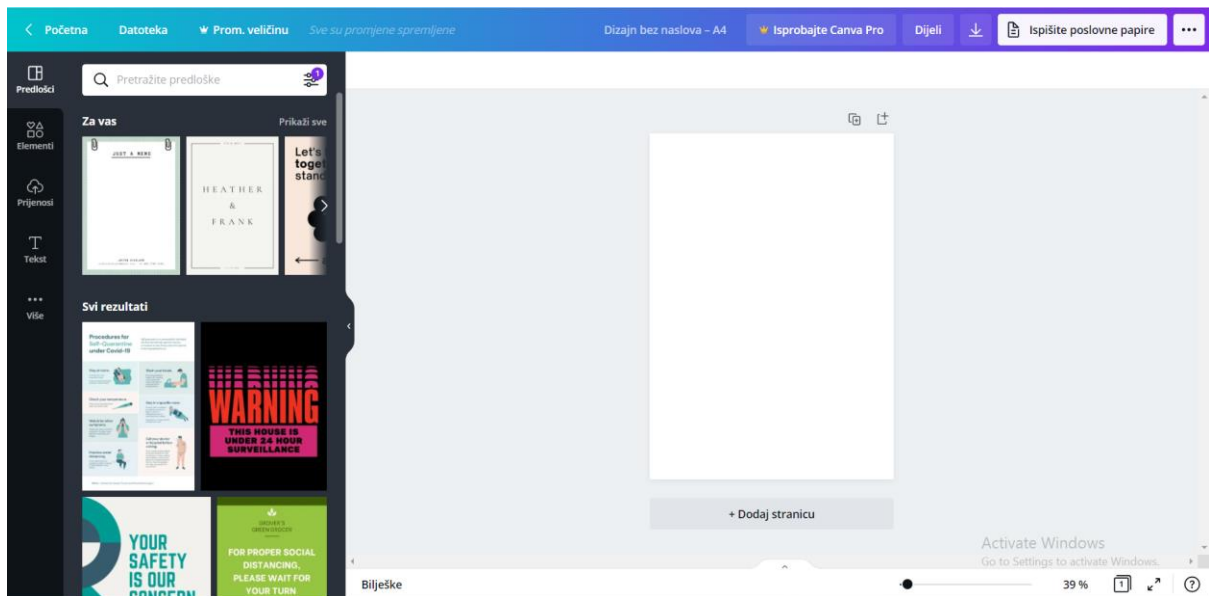 Početna Datoteka Prom. veličinu Sve su promjene spremljene Dizajn bez naslova – A4 Isprobajte Canva Pro Dijeli Ispišite poslovne papire
Predlošci
Elementi
Prijenosi
Tekst
Više
Pretražite predloške 1
Za vas Prikaži sve
HEATHER
&
FRANK
Let's
toget
stand
Svi rezultati
Procedures for
Self-Quarantine
under Covid-19
WARNING
THIS HOUSE IS
UNDER 24 HOUR
SURVEILLANCE
YOUR
SAFETY
IS OUR
CONCERN
GREEN GROCER
FOR PROPER SOCIAL
DISTANCING,
PLEASE WAIT FOR
YOUR TURN
+ Dodaj stranicu
Activate Windows
Go to Settings to activate Windows.
Bilješke 39 % 1 ?